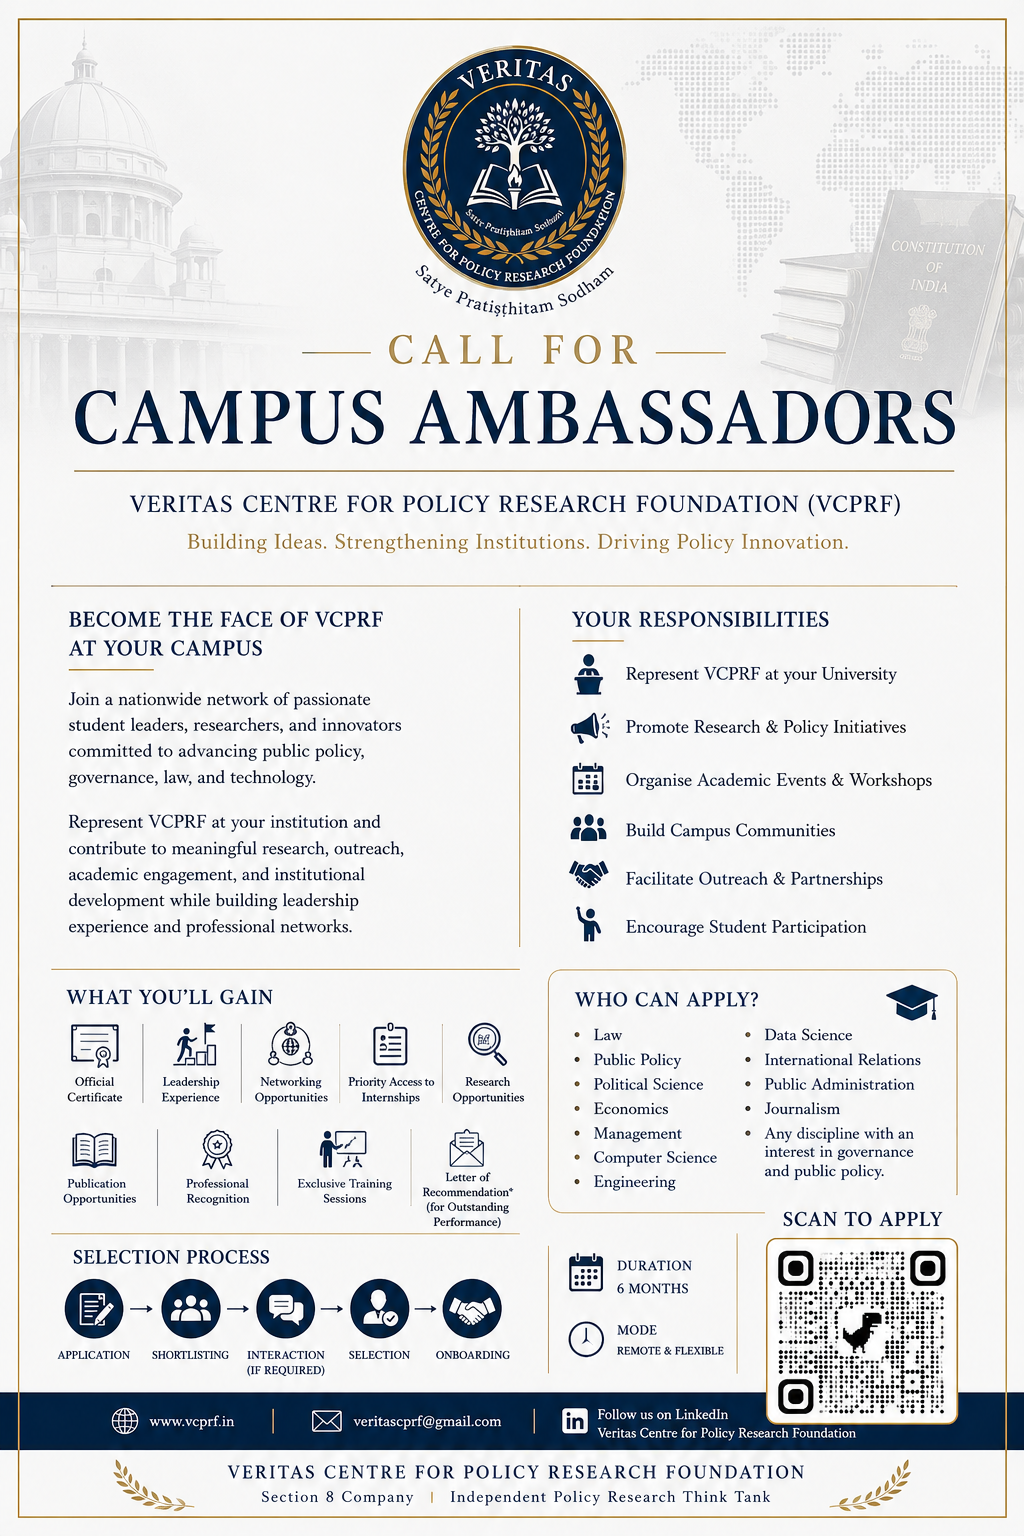 VERITAS
Satye Pratiṣthitam Sodham
CENTRE FOR POLICY RESEARCH FOUNDATION
Satye Pratiṣthitam Sodham
CONSTITUTION
OF
INDIA
CALL FOR
CAMPUS AMBASSADORS
VERITAS CENTRE FOR POLICY RESEARCH FOUNDATION (VCPRF)
Building Ideas. Strengthening Institutions. Driving Policy Innovation.
BECOME THE FACE OF VCPRF
AT YOUR CAMPUS
Join a nationwide network of passionate
student leaders, researchers, and innovators
committed to advancing public policy,
governance, law, and technology.
Represent VCPRF at your institution and
contribute to meaningful research, outreach,
academic engagement, and institutional
development while building leadership
experience and professional networks.
YOUR RESPONSIBILITIES
Represent VCPRF at your University
Promote Research & Policy Initiatives
Organise Academic Events & Workshops
Build Campus Communities
Facilitate Outreach & Partnerships
Encourage Student Participation
WHAT YOU'LL GAIN
Official
Certificate
Leadership
Experience
Networking
Opportunities
Priority Access to
Internships
Research
Opportunities
Publication
Opportunities
Professional
Recognition
Exclusive Training
Sessions
Letter of
Recommendation*
(for Outstanding
Performance)
WHO CAN APPLY?
• Law
• Public Policy
• Political Science
• Economics
• Management
• Computer Science
• Engineering
• Data Science
• International Relations
• Public Administration
• Journalism
• Any discipline with an
interest in governance
and public policy.
SELECTION PROCESS
APPLICATION
SHORTLISTING
INTERACTION
(IF REQUIRED)
SELECTION
ONBOARDING
DURATION
6 MONTHS
MODE
REMOTE & FLEXIBLE
SCAN TO APPLY
www.vcprf.in
veritascprf@gmail.com
in
Follow us on LinkedIn
Veritas Centre for Policy Research Foundation
VERITAS CENTRE FOR POLICY RESEARCH FOUNDATION
Section 8 Company | Independent Policy Research Think Tank